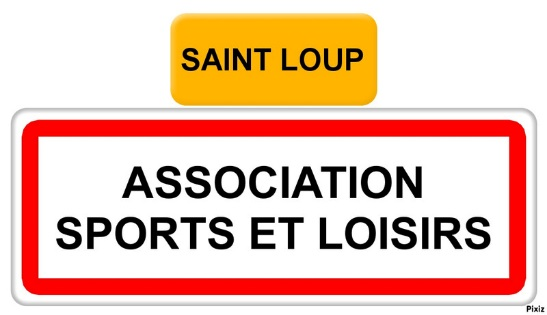 SAINT LOUP
ASSOCIATION
SPORTS ET LOISIRS
Pixiz